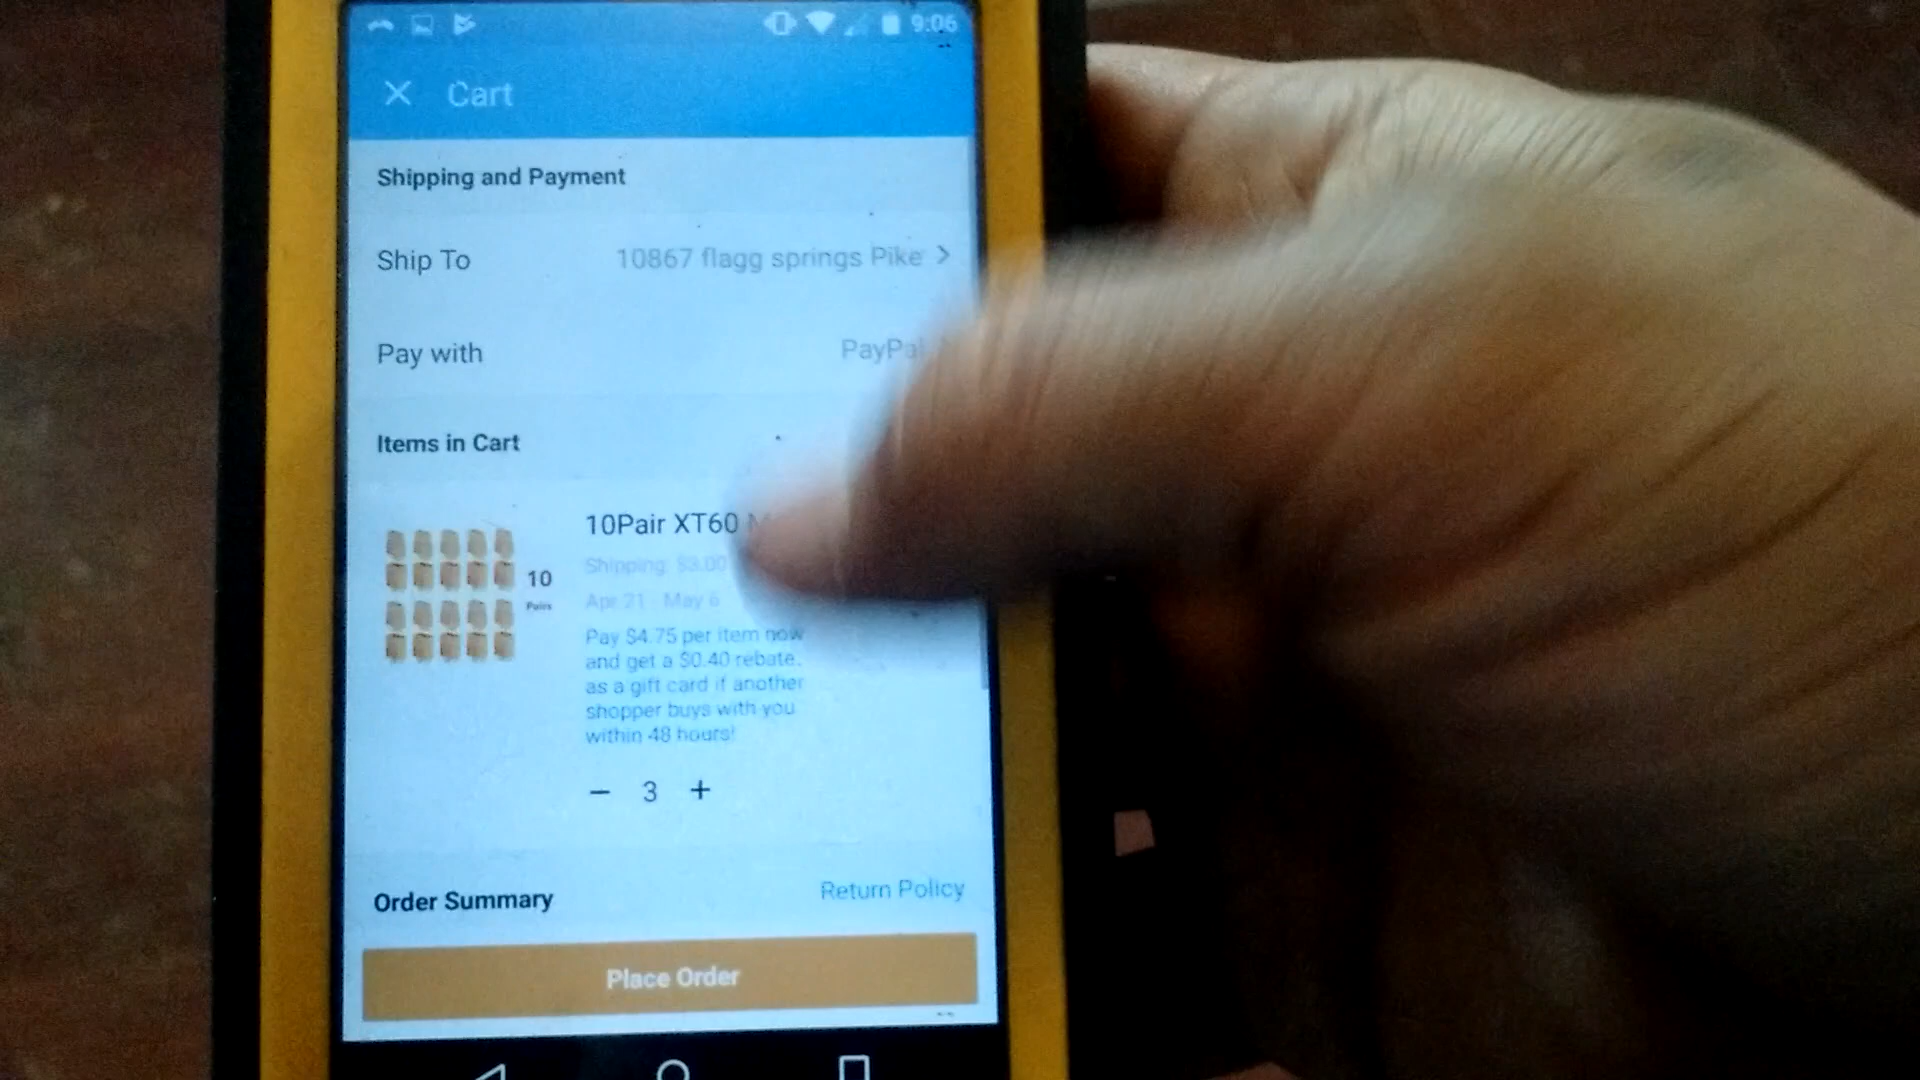 9:06
Cart
Shipping and Payment
Ship To 10867 flagg springs Pike
Pay with
Items in Cart
10Pair XT60
Shipping: $3.00
Apr 21 - May 6
10
Pairs
Pay $4.75 per item now
and get a $0.40 rebate.
as a gift card if another
shopper buys with you
within 48 hours!
− 3 +
Order Summary Return Policy
Place Order